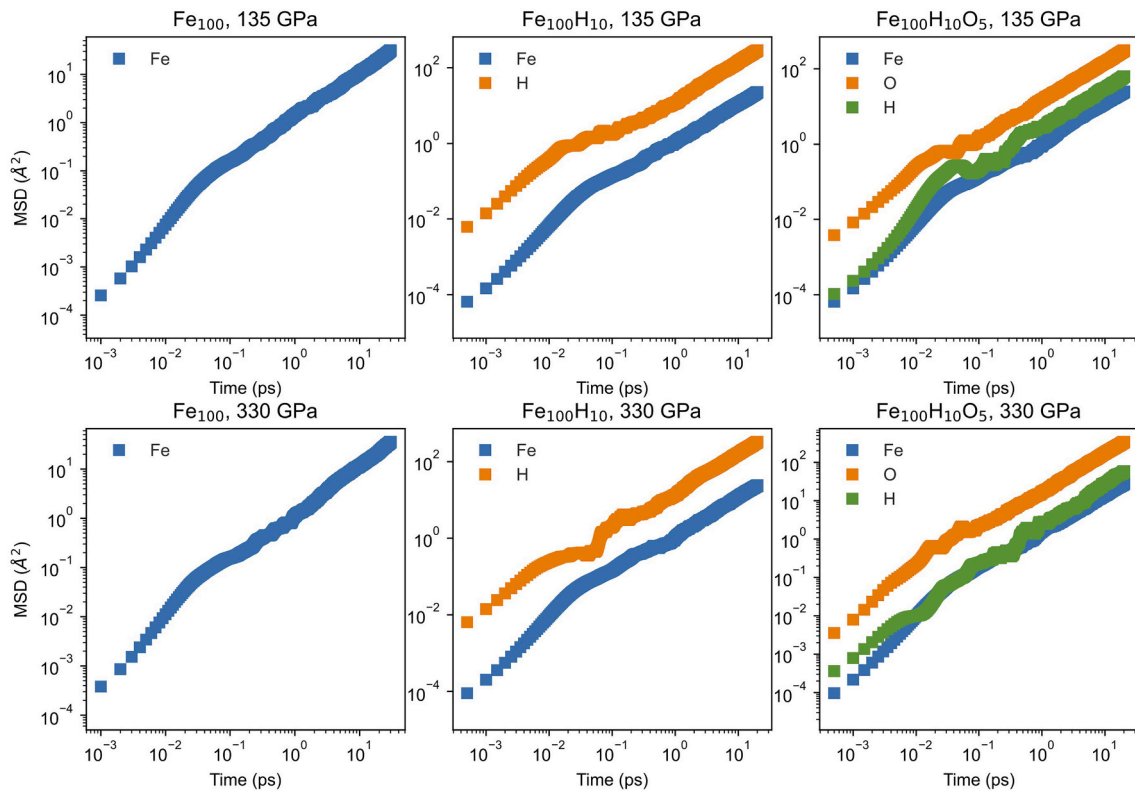 Fe₁₀₀, 135 GPa
MSD (Å²)
10¹
10⁰
10⁻¹
10⁻²
10⁻³
10⁻⁴
Fe
10⁻³ 10⁻² 10⁻¹ 10⁰ 10¹
Time (ps)
Fe₁₀₀H₁₀, 135 GPa
10²
10⁰
10⁻²
10⁻⁴
Fe
H
10⁻³ 10⁻² 10⁻¹ 10⁰ 10¹
Time (ps)
Fe₁₀₀H₁₀O₅, 135 GPa
10²
10⁰
10⁻²
10⁻⁴
Fe
O
H
10⁻³ 10⁻² 10⁻¹ 10⁰ 10¹
Time (ps)
Fe₁₀₀, 330 GPa
MSD (Å²)
10¹
10⁰
10⁻¹
10⁻²
10⁻³
10⁻⁴
Fe
10⁻³ 10⁻² 10⁻¹ 10⁰ 10¹
Time (ps)
Fe₁₀₀H₁₀, 330 GPa
10²
10⁰
10⁻²
10⁻⁴
Fe
H
10⁻³ 10⁻² 10⁻¹ 10⁰ 10¹
Time (ps)
Fe₁₀₀H₁₀O₅, 330 GPa
10²
10¹
10⁰
10⁻¹
10⁻²
10⁻³
10⁻⁴
Fe
O
H
10⁻³ 10⁻² 10⁻¹ 10⁰ 10¹
Time (ps)